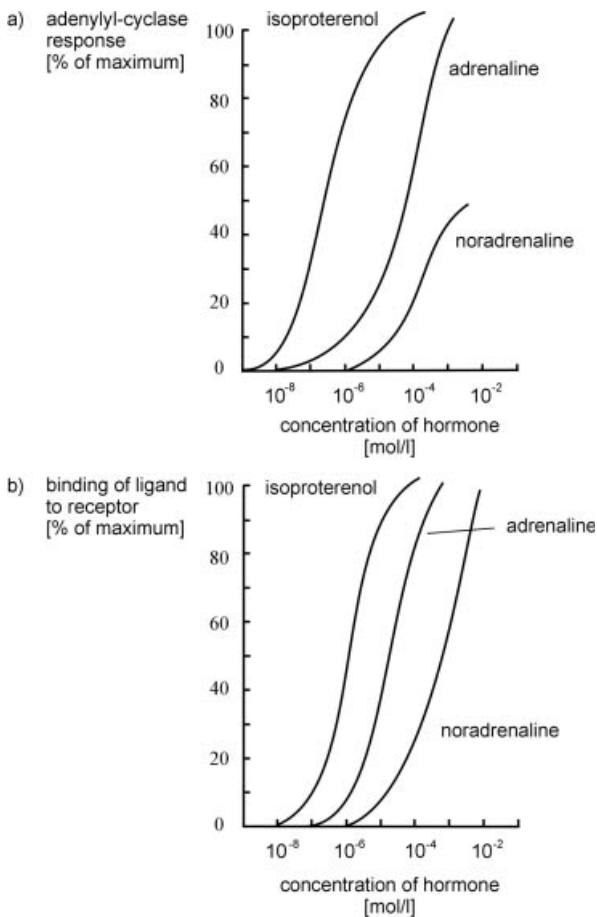 a) adenylyl-cyclase
response
[% of maximum]
isoproterenol
adrenaline
noradrenaline
100
80
60
40
20
0
10⁻⁸ 10⁻⁶ 10⁻⁴ 10⁻²
concentration of hormone
[mol/l]
b) binding of ligand
to receptor
[% of maximum]
isoproterenol
adrenaline
noradrenaline
100
80
60
40
20
0
10⁻⁸ 10⁻⁶ 10⁻⁴ 10⁻²
concentration of hormone
[mol/l]